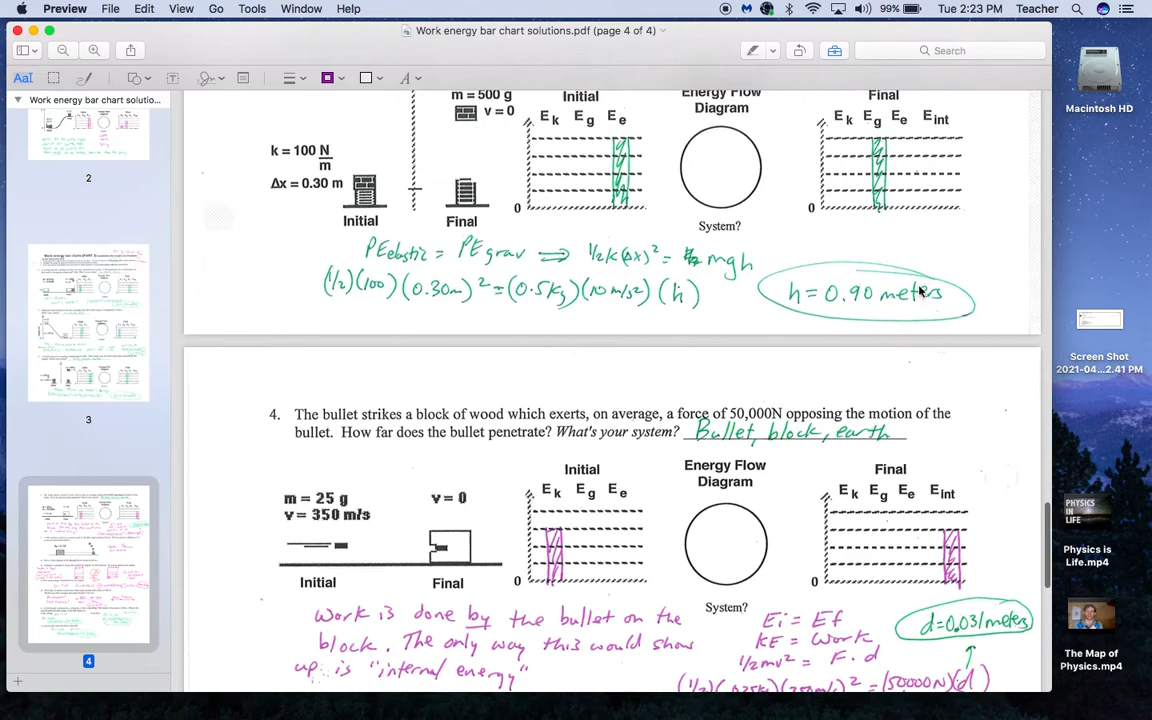 Preview File Edit View Go Tools Window Help 99% Tue 2:23 PM Teacher
Work energy bar chart solutions.pdf (page 4 of 4)
Search
Work energy bar chart solutio...
2
3
4
Macintosh HD
Screen Shot
2021-04...2.41 PM
PHYSICS
IN
LIFE
Physics is
Life.mp4
The Map of
Physics.mp4
m = 500 g
v = 0
k = 100 N/m
Δx = 0.30 m
Initial
Final
Initial
Ek Eg Ee
0
Energy Flow
Diagram
System?
Final
Ek Eg Ee Eint
0
PEelastic = PEgrav ⟹ 1/2k(Δx)² = mgh
(1/2)(100)(0.30m)² = (0.5kg)(10 m/s²)(h)
h = 0.90 meters
4. The bullet strikes a block of wood which exerts, on average, a force of 50,000N opposing the motion of the
bullet. How far does the bullet penetrate? What's your system? Bullet, block, earth
m = 25 g
v = 350 m/s
v = 0
Initial
Final
Initial
Ek Eg Ee
0
Energy Flow
Diagram
System?
Final
Ek Eg Ee Eint
0
Work is done by the bullet on the
block. The only way this would show
up is "internal energy"
Ei = Ef
KE = Work
1/2mv² = F·d
d=0.031meters